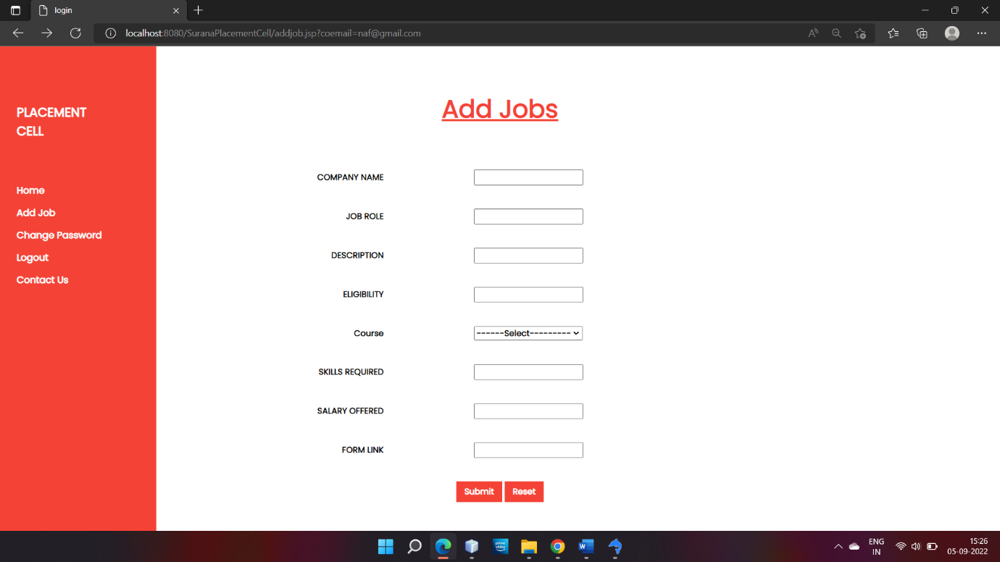 login
localhost:8080/SuranaPlacementCell/addjob.jsp?coemail=naf@gmail.com
PLACEMENT
CELL
Home
Add Job
Change Password
Logout
Contact Us
Add Jobs
COMPANY NAME
JOB ROLE
DESCRIPTION
ELIGIBILITY
Course ------Select---------
SKILLS REQUIRED
SALARY OFFERED
FORM LINK
Submit Reset
prime video
W
ENG
IN
15:26
05-09-2022